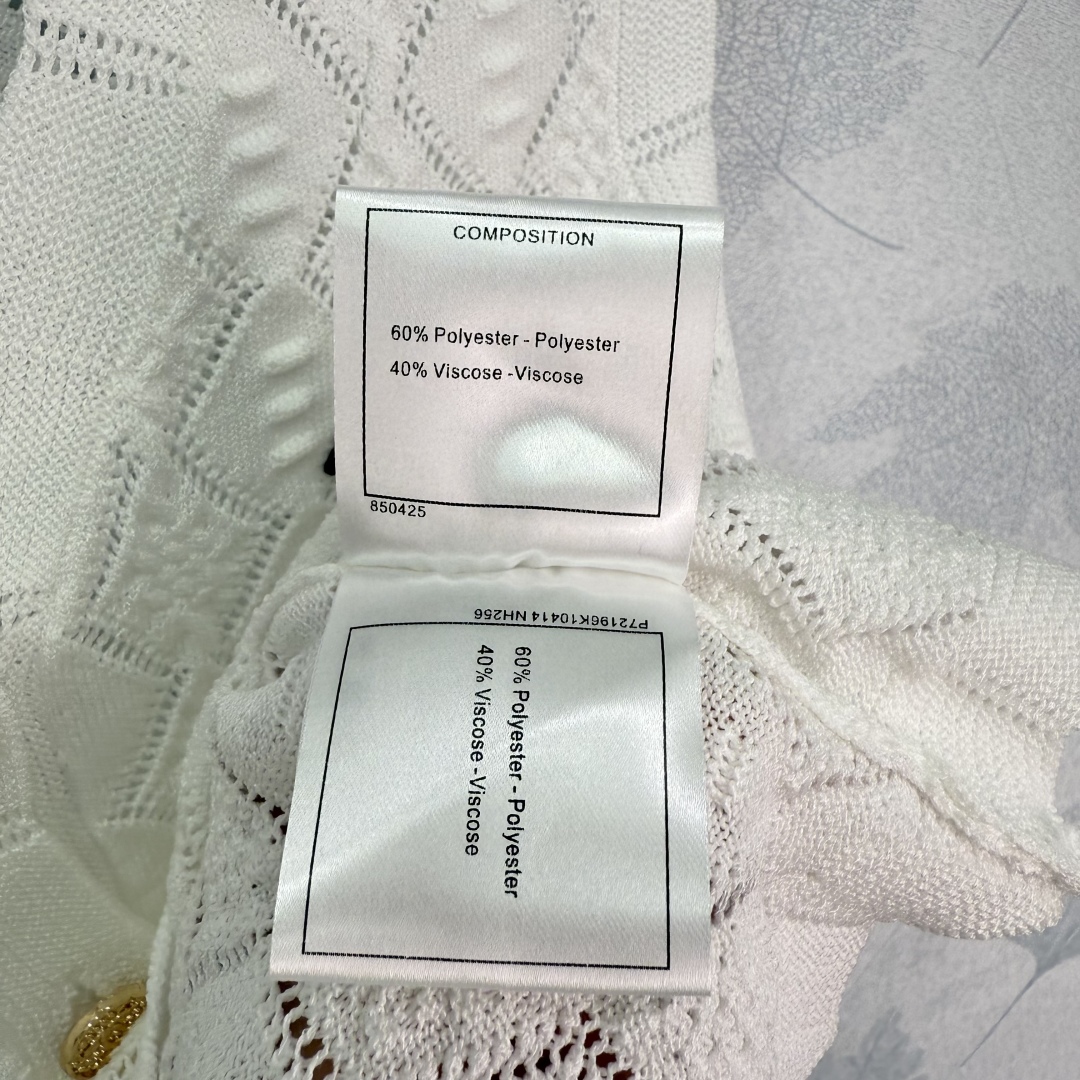 COMPOSITION
60% Polyester - Polyester
40% Viscose -Viscose
850425
P72196K10414 NH256
60% Polyester - Polyester
40% Viscose -Viscose